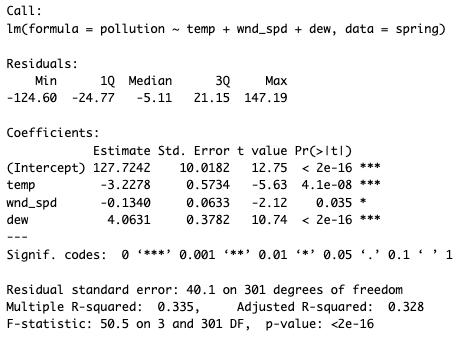 Call:
lm(formula = pollution ~ temp + wnd_spd + dew, data = spring)
Residuals:
Min 1Q Median 3Q Max
-124.60 -24.77 -5.11 21.15 147.19
Coefficients:
Estimate Std. Error t value Pr(>|t|)
(Intercept) 127.7242 10.0182 12.75 < 2e-16 ***
temp -3.2278 0.5734 -5.63 4.1e-08 ***
wnd_spd -0.1340 0.0633 -2.12 0.035 *
dew 4.0631 0.3782 10.74 < 2e-16 ***
---
Signif. codes: 0 ‘***’ 0.001 ‘**’ 0.01 ‘*’ 0.05 ‘.’ 0.1 ‘ ’ 1
Residual standard error: 40.1 on 301 degrees of freedom
Multiple R-squared: 0.335, Adjusted R-squared: 0.328
F-statistic: 50.5 on 3 and 301 DF, p-value: <2e-16